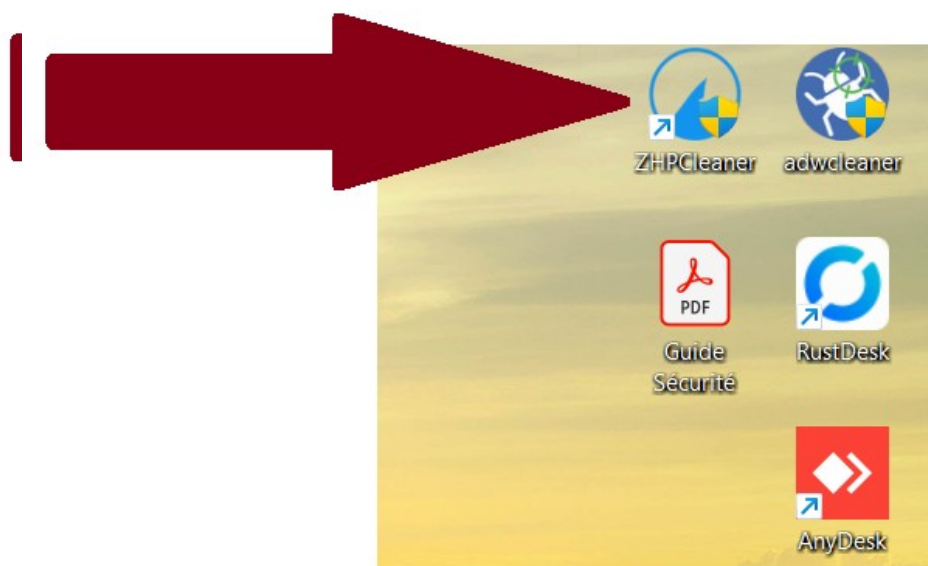 ZHPCleaner adwcleaner
PDF
Guide
Sécurité
RustDesk
AnyDesk